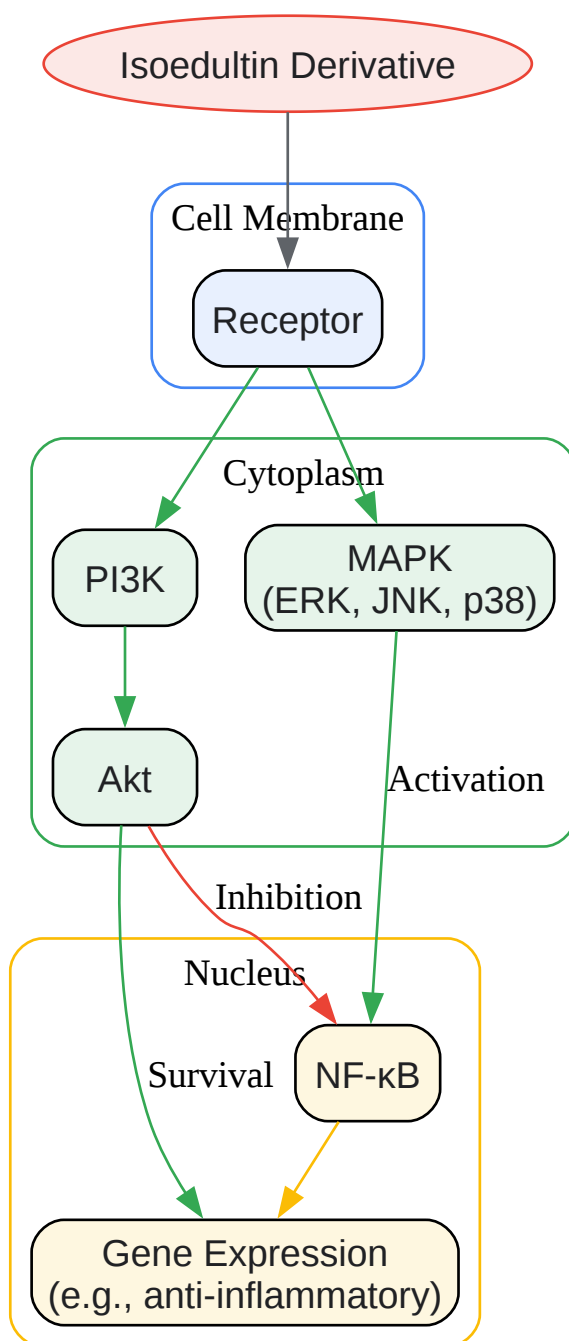 Isoedultin Derivative
Cell Membrane
Receptor
Cytoplasm
PI3K
MAPK
(ERK, JNK, p38)
Akt
Activation
Inhibition
Nucleus
Survival
NF-κB
Gene Expression
(e.g., anti-inflammatory)